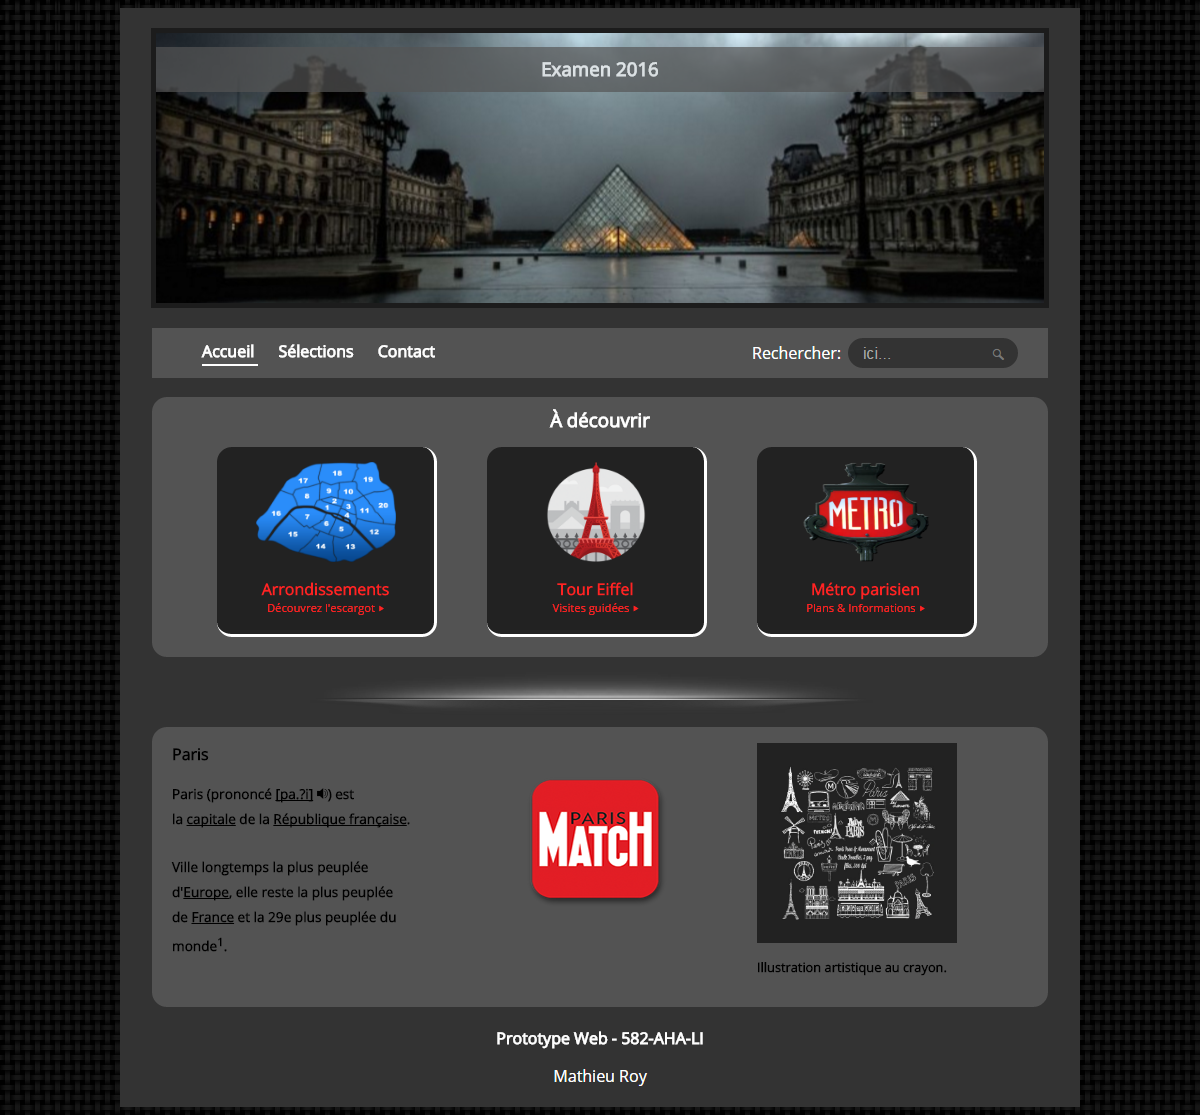 Examen 2016
Accueil Sélections Contact Rechercher: ici...
À découvrir
17 18 19
8 9 10 20
16 2 1 3 11
7 4
6 5 12
15
14 13
METRO
Arrondissements
Découvrez l'escargot
Tour Eiffel
Visites guidées
Métro parisien
Plans & Informations
Paris
Paris (prononcé [pa.?i] ) est
la capitale de la République française.
Ville longtemps la plus peuplée
d'Europe, elle reste la plus peuplée
de France et la 29e plus peuplée du
monde1.
PARIS
MATCH
Paris
METRO
PARIS
Illustration artistique au crayon.
Prototype Web - 582-AHA-LI
Mathieu Roy